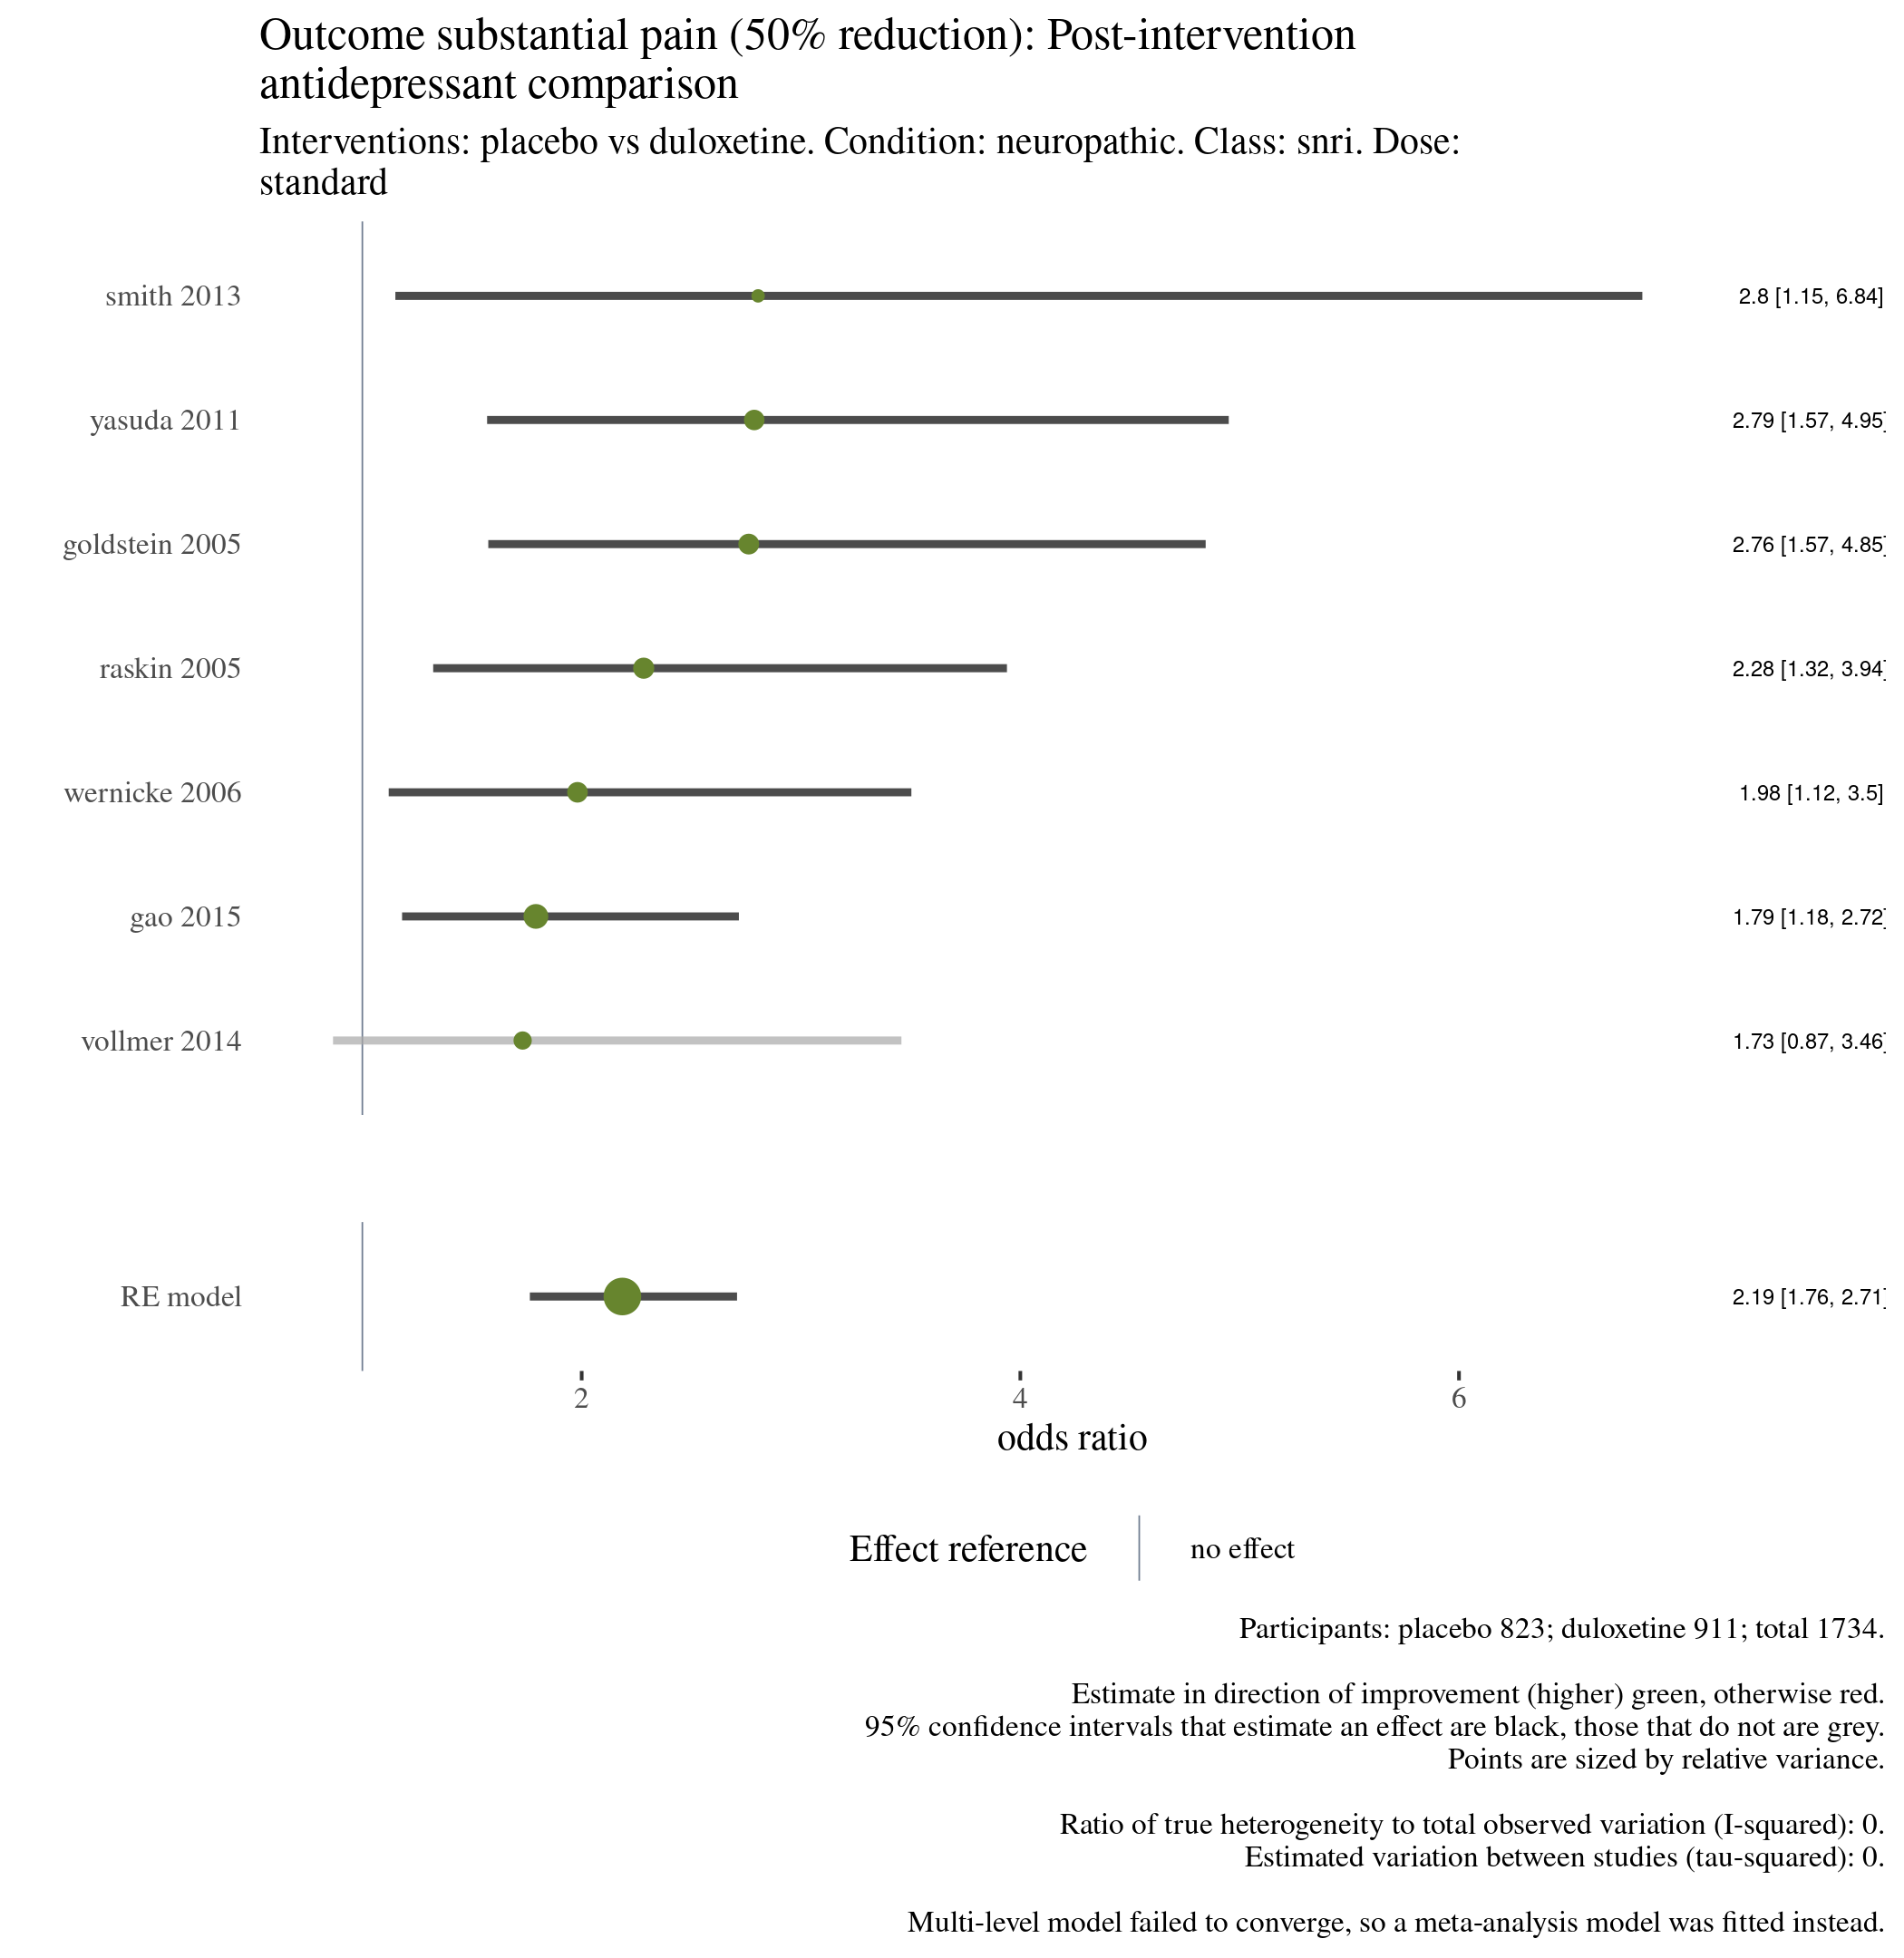 Outcome substantial pain (50% reduction): Post-intervention
antidepressant comparison
Interventions: placebo vs duloxetine. Condition: neuropathic. Class: snri. Dose:
standard
smith 2013 2.8 [1.15, 6.84]
yasuda 2011 2.79 [1.57, 4.95]
goldstein 2005 2.76 [1.57, 4.85]
raskin 2005 2.28 [1.32, 3.94]
wernicke 2006 1.98 [1.12, 3.5]
gao 2015 1.79 [1.18, 2.72]
vollmer 2014 1.73 [0.87, 3.46]
RE model 2.19 [1.76, 2.71]
2 4 6
odds ratio
Effect reference no effect
Participants: placebo 823; duloxetine 911; total 1734.
Estimate in direction of improvement (higher) green, otherwise red.
95% confidence intervals that estimate an effect are black, those that do not are grey.
Points are sized by relative variance.
Ratio of true heterogeneity to total observed variation (I-squared): 0.
Estimated variation between studies (tau-squared): 0.
Multi-level model failed to converge, so a meta-analysis model was fitted instead.